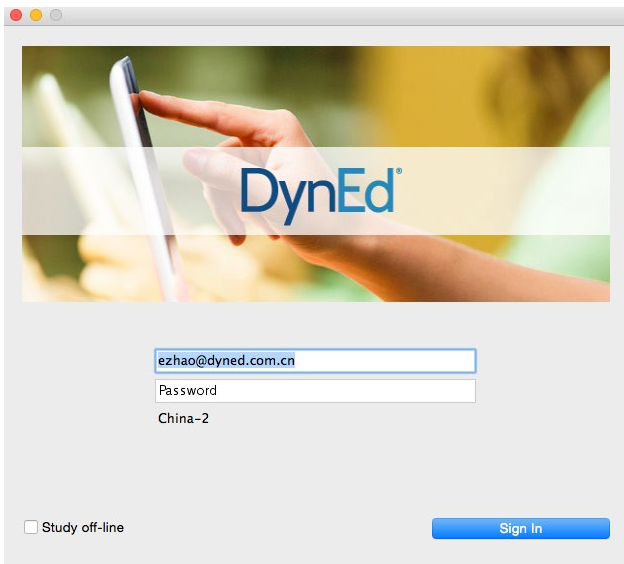 DynEd®
ezhao@dyned.com.cn
Password
China-2
Study off-line
Sign In